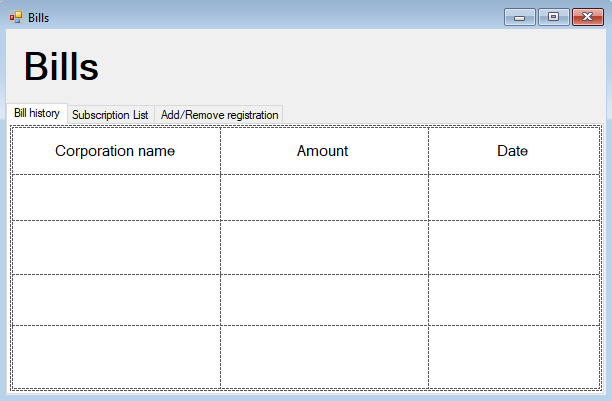 Bills
Bills
Bill history Subscription List Add/Remove registration
Corporation name Amount Date